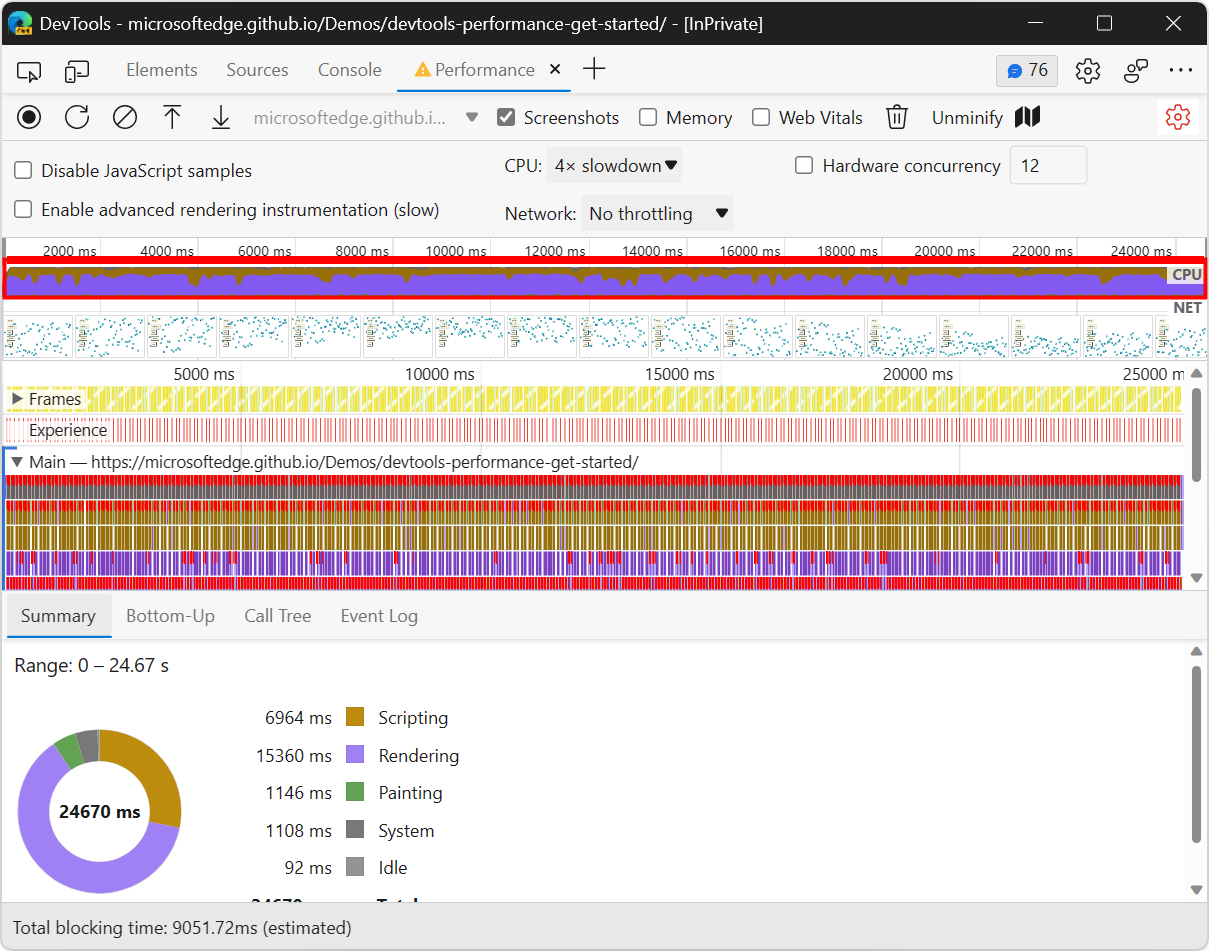 DevTools - microsoftedge.github.io/Demos/devtools-performance-get-started/ - [InPrivate]
Elements Sources Console Performance 76
microsoftedge.github.i... Screenshots Memory Web Vitals Unminify
Disable JavaScript samples CPU: 4× slowdown Hardware concurrency 12
Enable advanced rendering instrumentation (slow) Network: No throttling
2000 ms 4000 ms 6000 ms 8000 ms 10000 ms 12000 ms 14000 ms 16000 ms 18000 ms 20000 ms 22000 ms 24000 ms
CPU
NET
5000 ms 10000 ms 15000 ms 20000 ms 25000 m
Frames
Experience
Main — https://microsoftedge.github.io/Demos/devtools-performance-get-started/
Summary Bottom-Up Call Tree Event Log
Range: 0 – 24.67 s
6964 ms Scripting
15360 ms Rendering
1146 ms Painting
24670 ms
1108 ms System
92 ms Idle
Total blocking time: 9051.72ms (estimated)